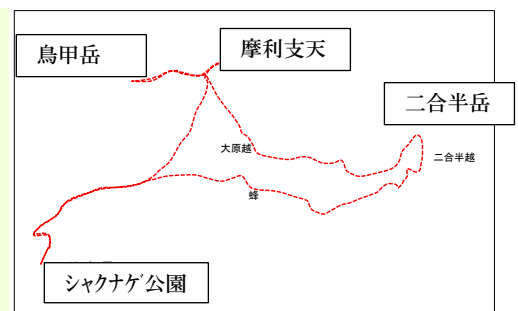 鳥甲岳
摩利支天
二合半岳
大原越
二合半越
蜂
シャクナゲ公園